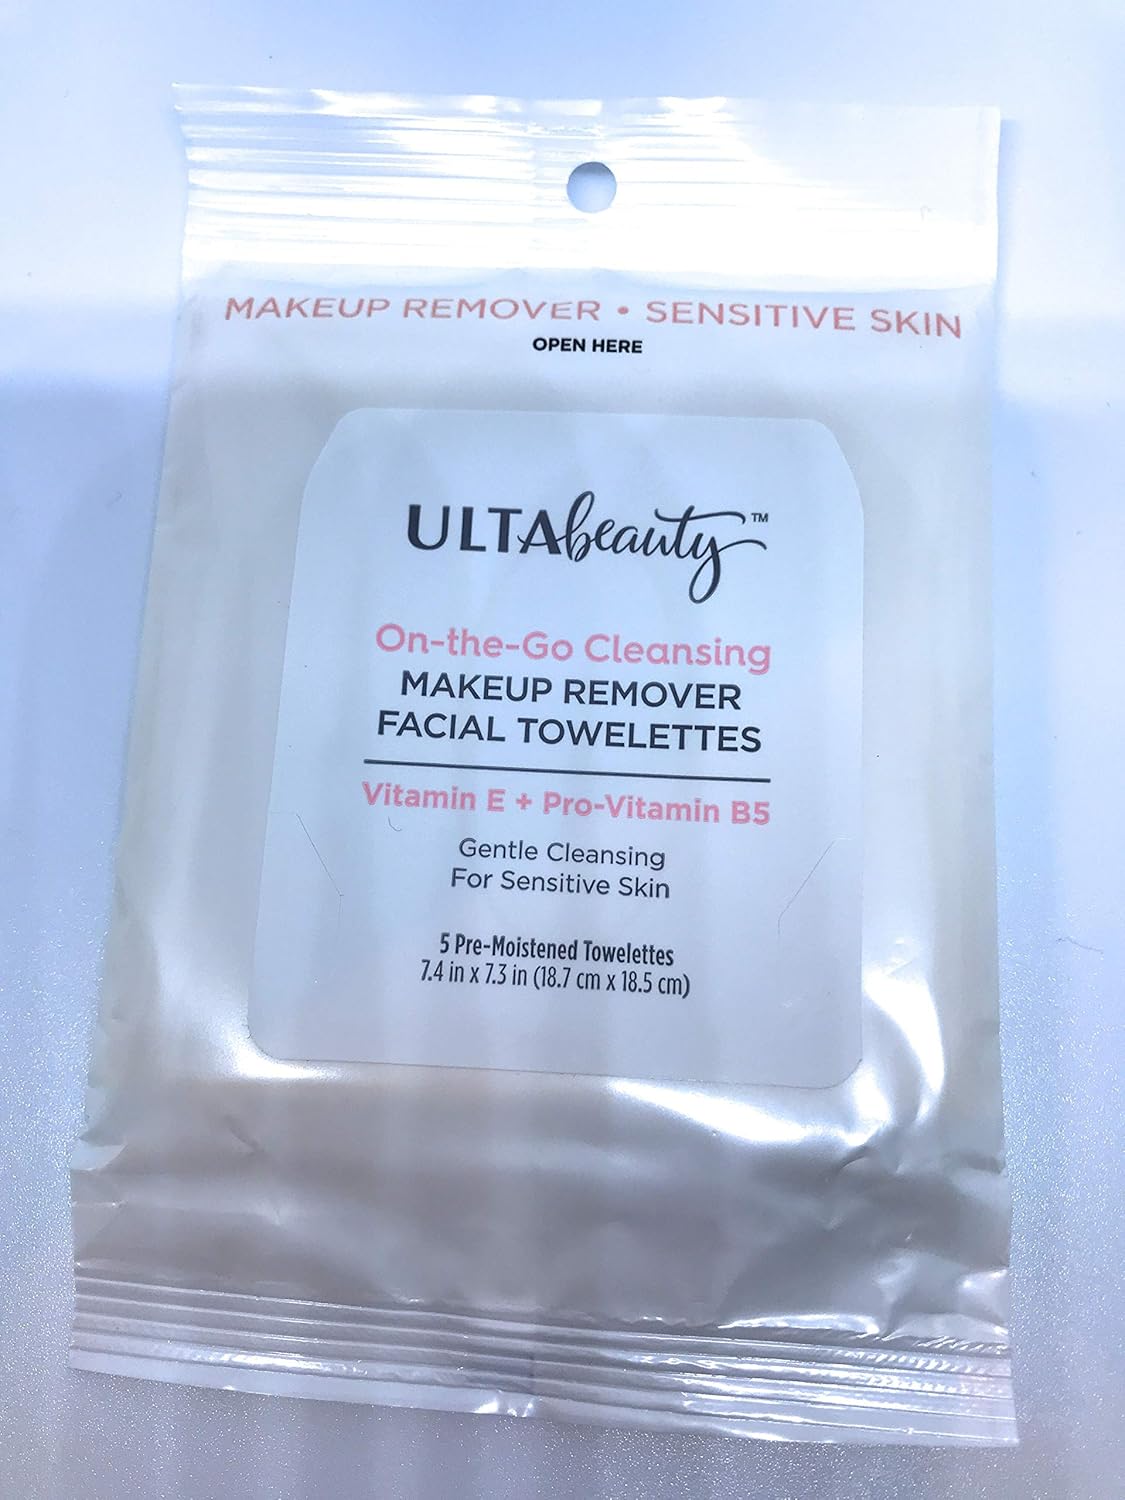 MAKEUP REMOVER • SENSITIVE SKIN
OPEN HERE
ULTAbeauty™
On-the-Go Cleansing
MAKEUP REMOVER
FACIAL TOWELETTES
Vitamin E + Pro-Vitamin B5
Gentle Cleansing
For Sensitive Skin
5 Pre-Moistened Towelettes
7.4 in x 7.3 in (18.7 cm x 18.5 cm)